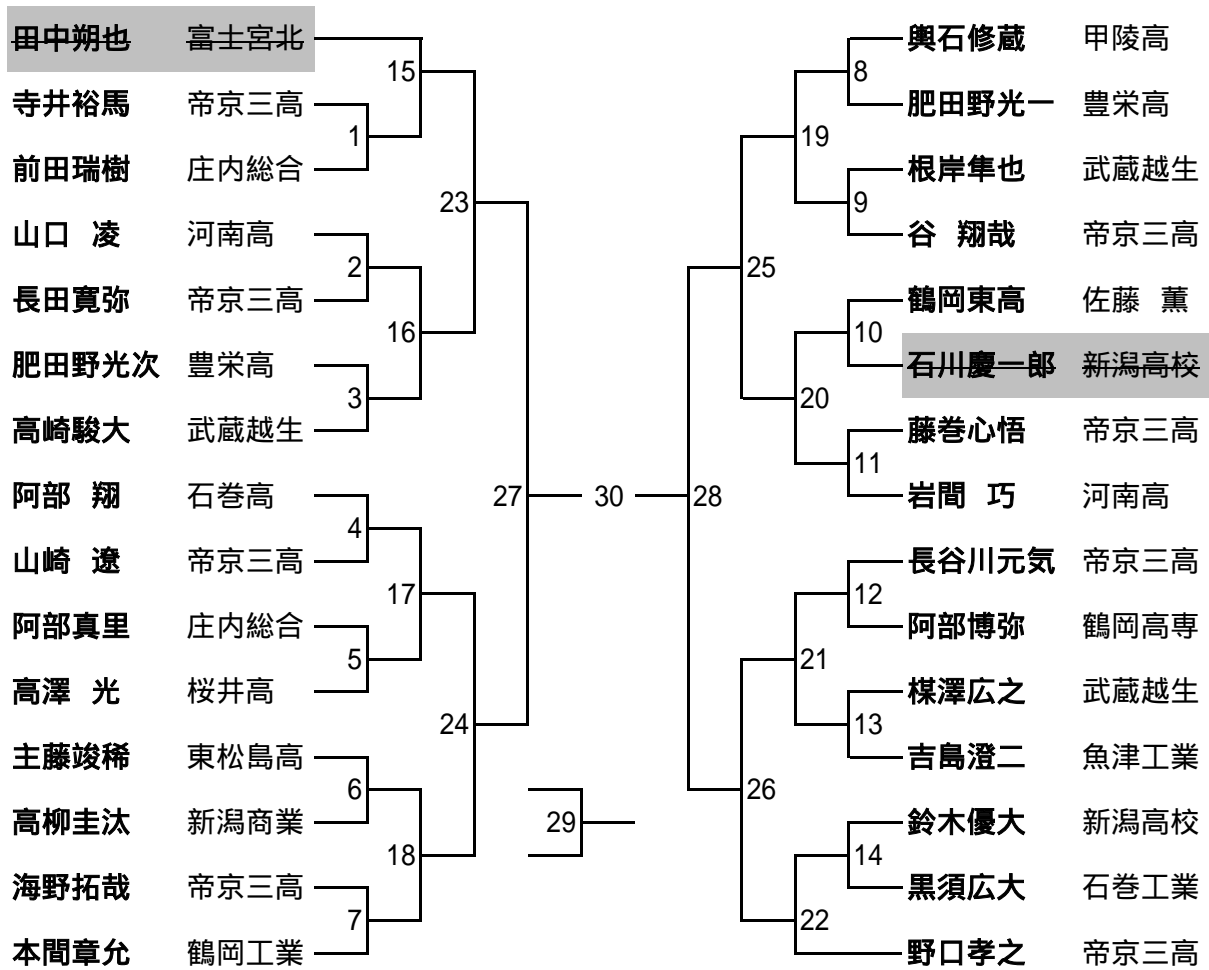 田中朔也 富士宮北
寺井裕馬 帝京三高
前田瑞樹 庄内総合
山口 凌 河南高
長田寛弥 帝京三高
肥田野光次 豊栄高
高崎駿大 武蔵越生
阿部 翔 石巻高
山崎 遼 帝京三高
阿部真里 庄内総合
高澤 光 桜井高
主藤竣稀 東松島高
高柳圭汰 新潟商業
海野拓哉 帝京三高
本間章允 鶴岡工業
1
2
3
4
5
6
7
15
16
17
18
23
24
27
30
29
28
25
26
19
20
21
22
8
9
10
11
12
13
14
輿石修蔵 甲陵高
肥田野光一 豊栄高
根岸隼也 武蔵越生
谷 翔哉 帝京三高
鶴岡東高 佐藤 薫
石川慶一郎 新潟高校
藤巻心悟 帝京三高
岩間 巧 河南高
長谷川元気 帝京三高
阿部博弥 鶴岡高専
楳澤広之 武蔵越生
吉島澄二 魚津工業
鈴木優大 新潟高校
黒須広大 石巻工業
野口孝之 帝京三高